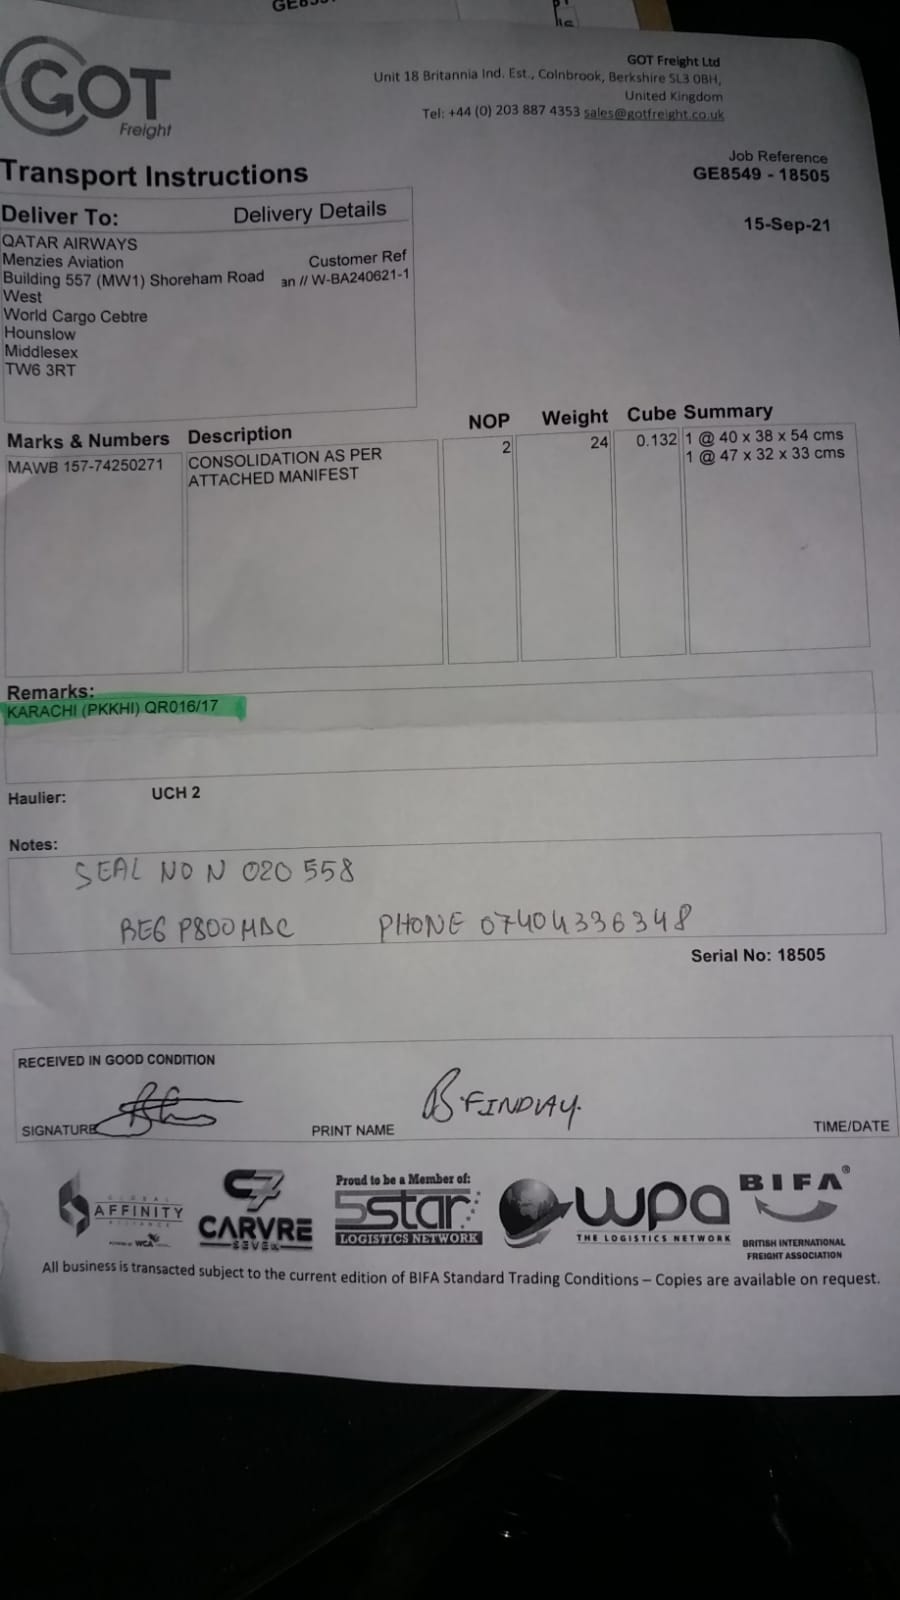 GOT
Freight
GOT Freight Ltd
Unit 18 Britannia Ind. Est., Colnbrook, Berkshire SL3 0BH,
United Kingdom
Tel: +44 (0) 203 887 4353 sales@gotfreight.co.uk
Transport Instructions
Job Reference
GE8549 - 18505
15-Sep-21
Deliver To: Delivery Details
QATAR AIRWAYS
Menzies Aviation
Building 557 (MW1) Shoreham Road
West
World Cargo Cebtre
Hounslow
Middlesex
TW6 3RT
Customer Ref
an // W-BA240621-1
Marks & Numbers Description NOP Weight Cube Summary
MAWB 157-74250271 CONSOLIDATION AS PER 2 24 0.132 1 @ 40 x 38 x 54 cms
ATTACHED MANIFEST 1 @ 47 x 32 x 33 cms
Remarks:
KARACHI (PKKHI) QR016/17
Haulier: UCH 2
Notes:
SEAL NO N 020 558
REG P800 PHONE 07404336348
Serial No: 18505
RECEIVED IN GOOD CONDITION
SIGNATURE PRINT NAME B FINDLAY. TIME/DATE
GLOBAL
AFFINITY
ALLIANCE
POWERED BY WCA
C7
CARVRE
SEVEN
Proud to be a Member of:
5star
LOGISTICS NETWORK
wpa
THE LOGISTICS NETWORK
BIFA®
BRITISH INTERNATIONAL
FREIGHT ASSOCIATION
All business is transacted subject to the current edition of BIFA Standard Trading Conditions – Copies are available on request.